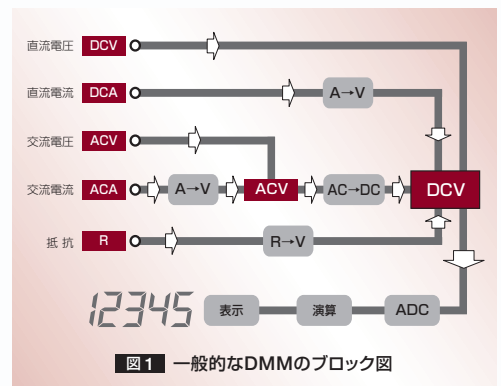 直流電圧 DCV
直流電流 DCA A→V
交流電圧 ACV
交流電流 ACA A→V ACV AC→DC DCV
抵抗 R R→V
12345 表示 演算 ADC
図1 一般的なDMMのブロック図